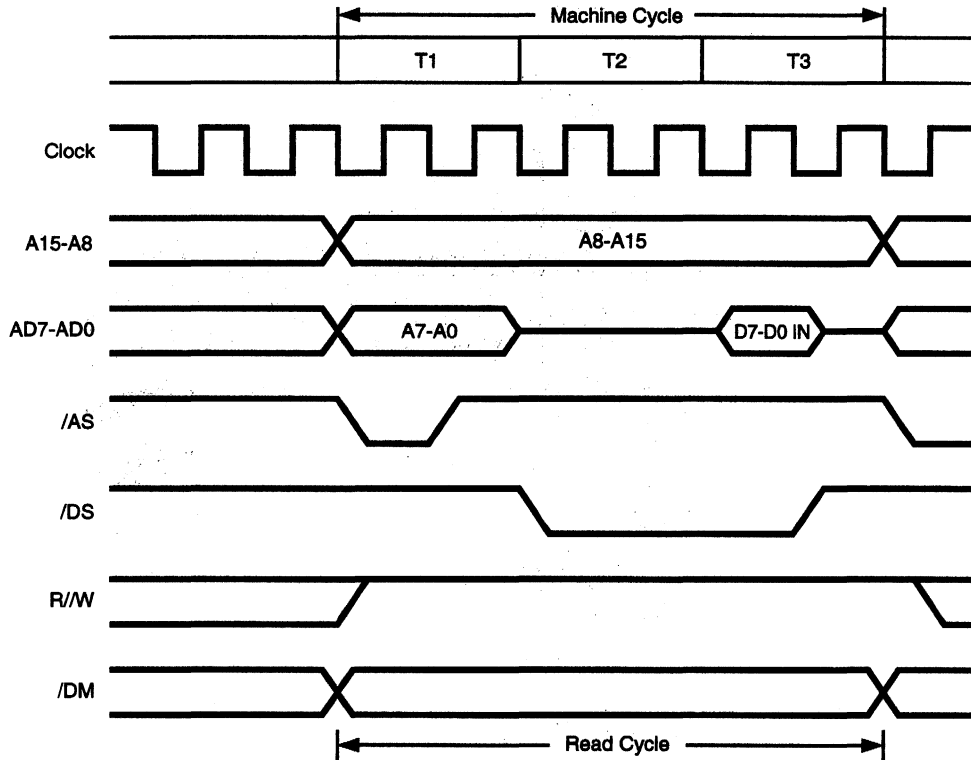 Machine Cycle
T1 T2 T3
Clock
A15-A8 A8-A15
AD7-AD0 A7-A0 D7-D0 IN
/AS
/DS
R//W
/DM
Read Cycle